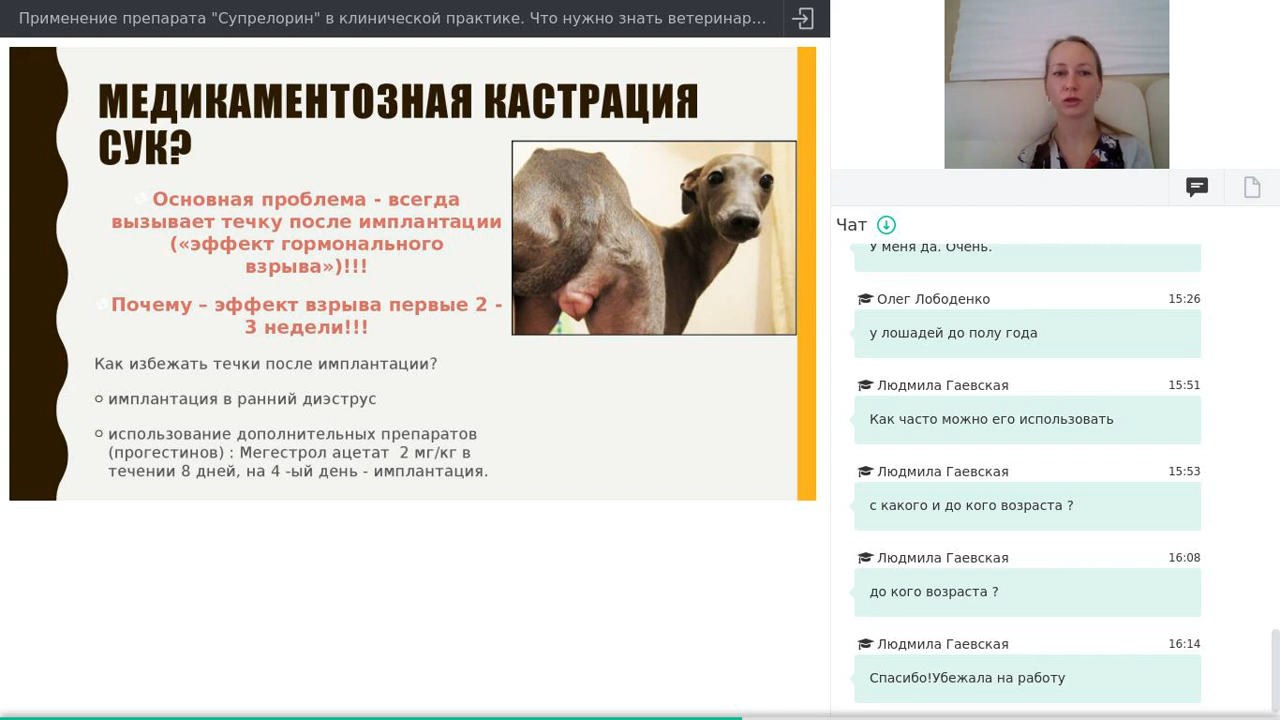 Применение препарата "Супрелорин" в клинической практике. Что нужно знать ветеринар...
МЕДИКАМЕНТОЗНАЯ КАСТРАЦИЯ
СУК?
Основная проблема - всегда
вызывает течку после имплантации
(«эффект гормонального
взрыва»)!!!
Почему – эффект взрыва первые 2 -
3 недели!!!
Как избежать течки после имплантации?
имплантация в ранний диэструс
использование дополнительных препаратов
(прогестинов) : Мегестрол ацетат 2 мг/кг в
течении 8 дней, на 4 -ый день - имплантация.
Чат
У меня да. Очень.
Олег Лободенко 15:26
у лошадей до полу года
Людмила Гаевская 15:51
Как часто можно его использовать
Людмила Гаевская 15:53
с какого и до кого возраста ?
Людмила Гаевская 16:08
до кого возраста ?
Людмила Гаевская 16:14
Спасибо!Убежала на работу